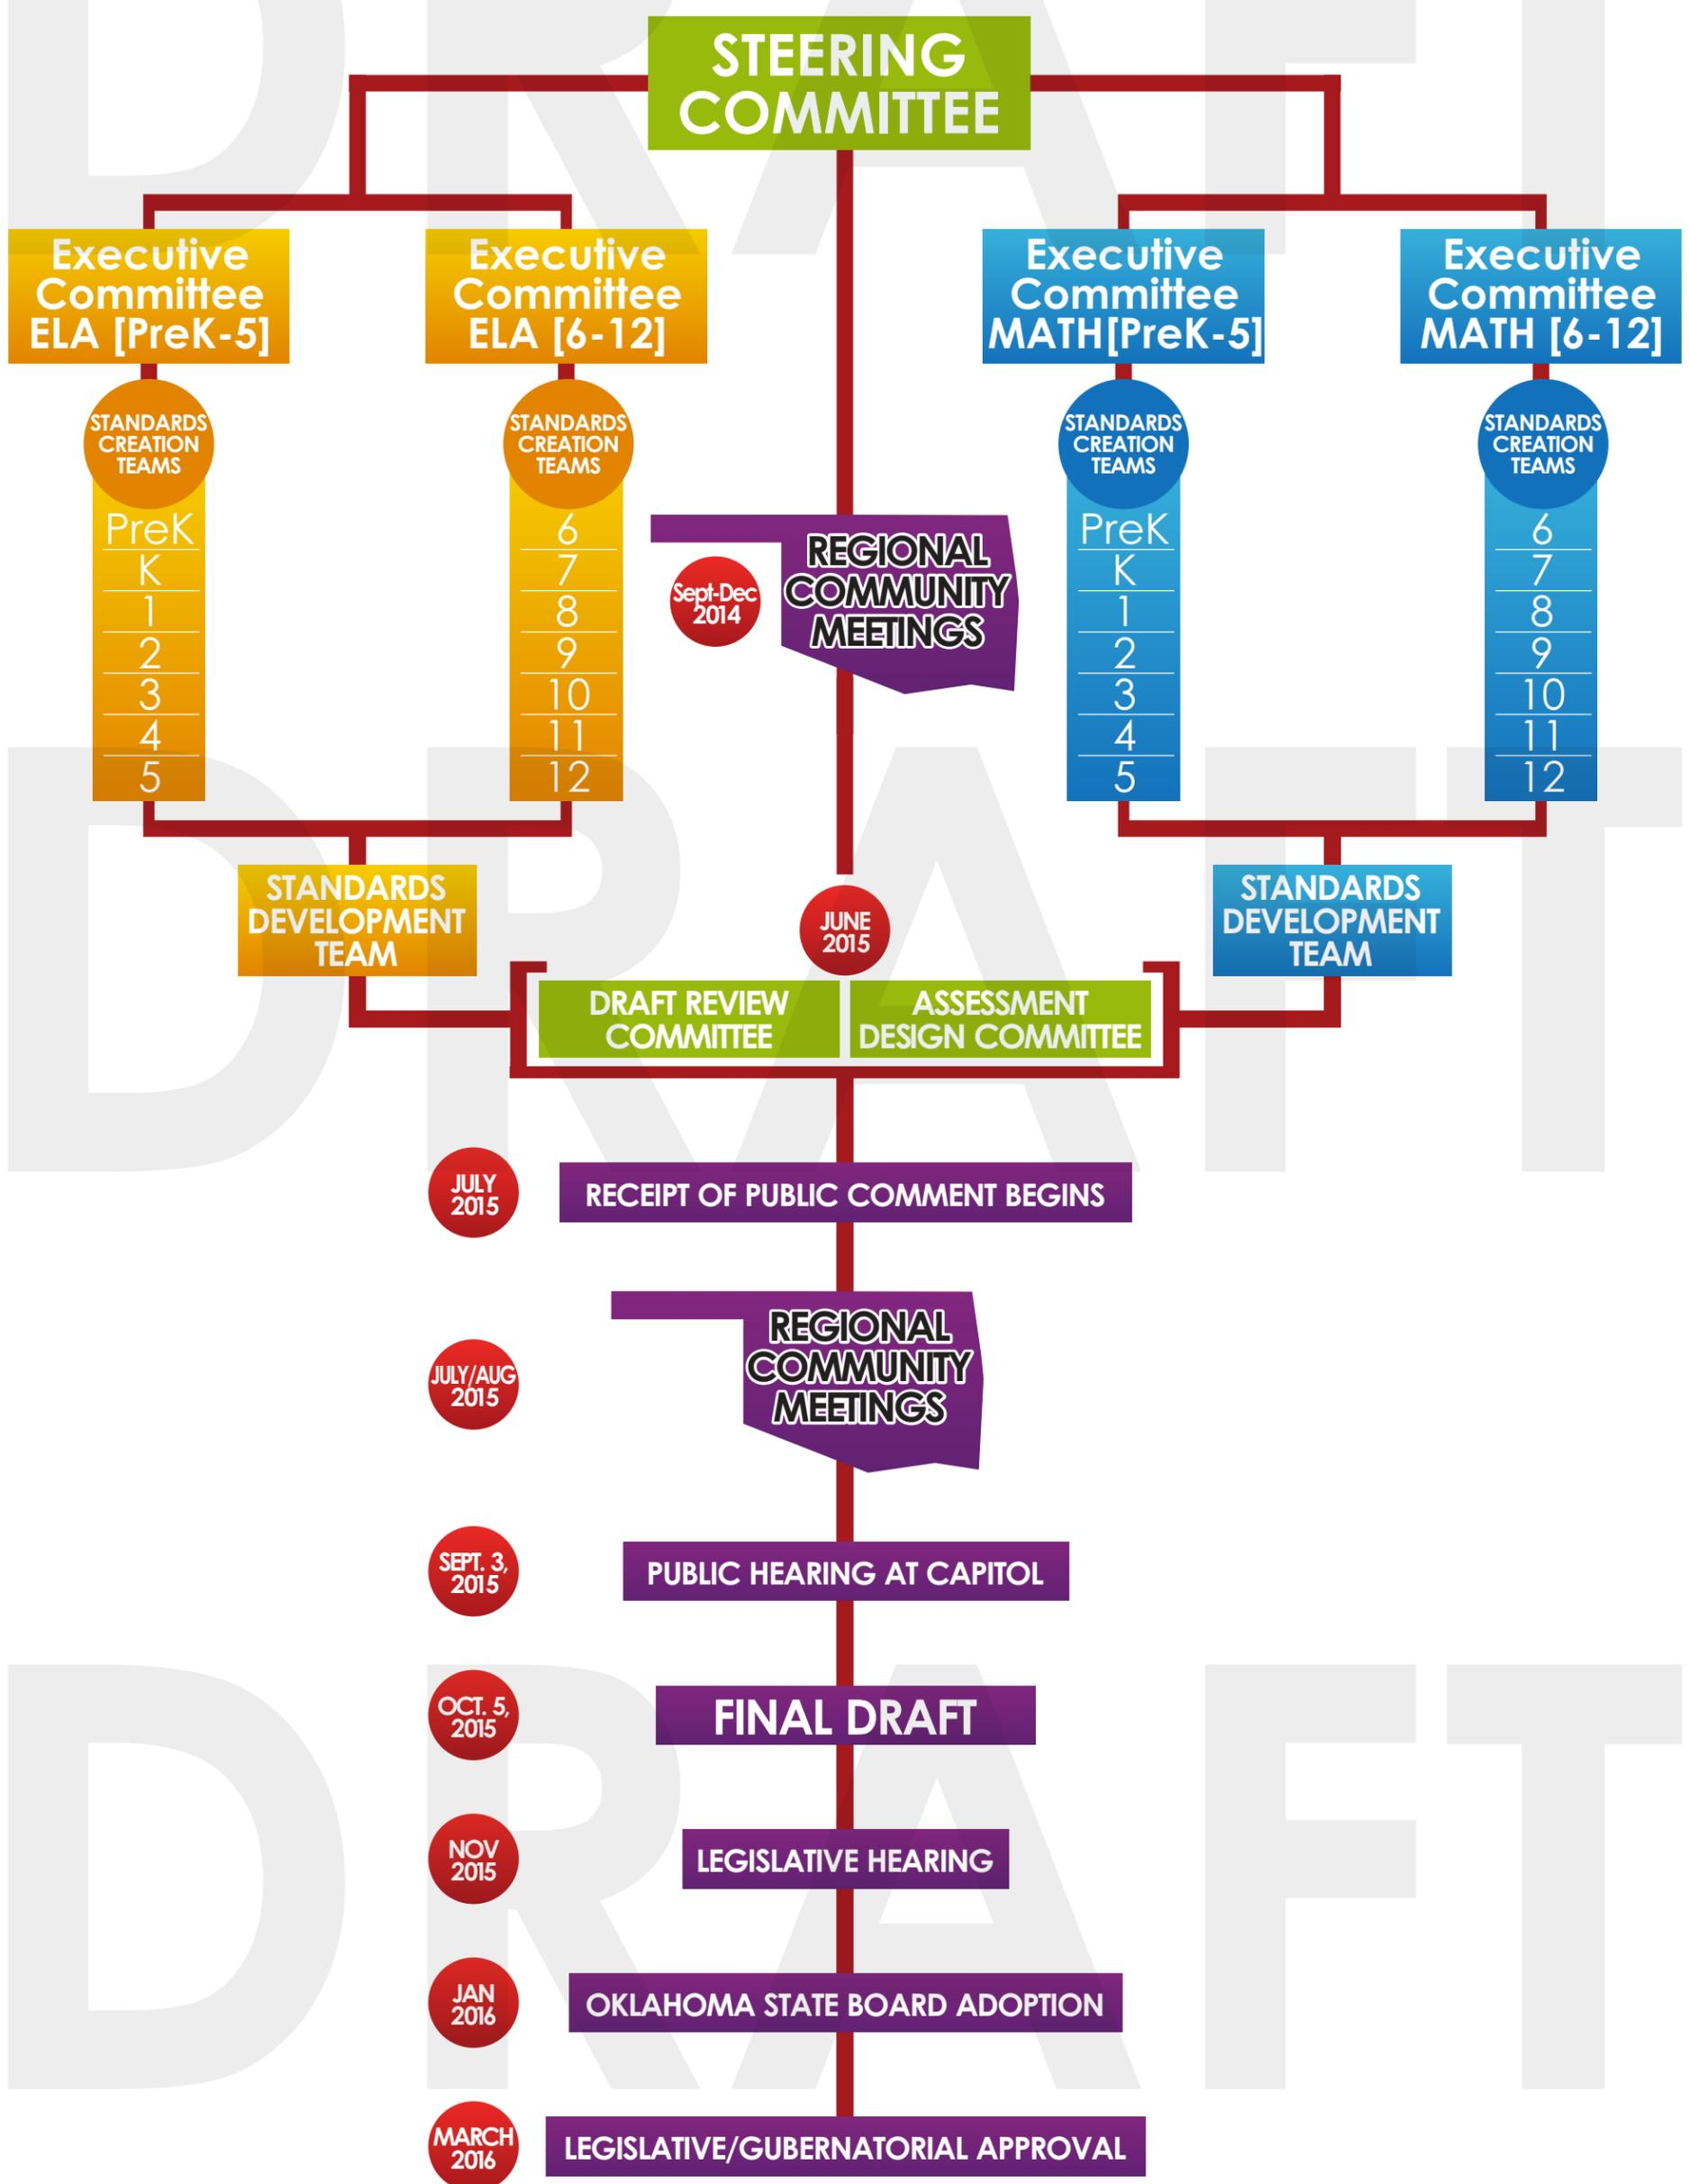 STEERING
COMMITTEE
Executive
Committee
ELA [PreK-5]
Executive
Committee
ELA [6-12]
Executive
Committee
MATH[PreK-5]
Executive
Committee
MATH [6-12]
STANDARDS
CREATION
TEAMS
PreK
K
1
2
3
4
5
STANDARDS
CREATION
TEAMS
6
7
8
9
10
11
12
Sept-Dec
2014
REGIONAL
COMMUNITY
MEETINGS
STANDARDS
CREATION
TEAMS
PreK
K
1
2
3
4
5
STANDARDS
CREATION
TEAMS
6
7
8
9
10
11
12
STANDARDS
DEVELOPMENT
TEAM
JUNE
2015
STANDARDS
DEVELOPMENT
TEAM
DRAFT REVIEW
COMMITTEE
ASSESSMENT
DESIGN COMMITTEE
JULY
2015
RECEIPT OF PUBLIC COMMENT BEGINS
JULY/AUG
2015
REGIONAL
COMMUNITY
MEETINGS
SEPT. 3,
2015
PUBLIC HEARING AT CAPITOL
OCT. 5,
2015
FINAL DRAFT
NOV
2015
LEGISLATIVE HEARING
JAN
2016
OKLAHOMA STATE BOARD ADOPTION
MARCH
2016
LEGISLATIVE/GUBERNATORIAL APPROVAL
DRAFT
DRAFT
DRAFT